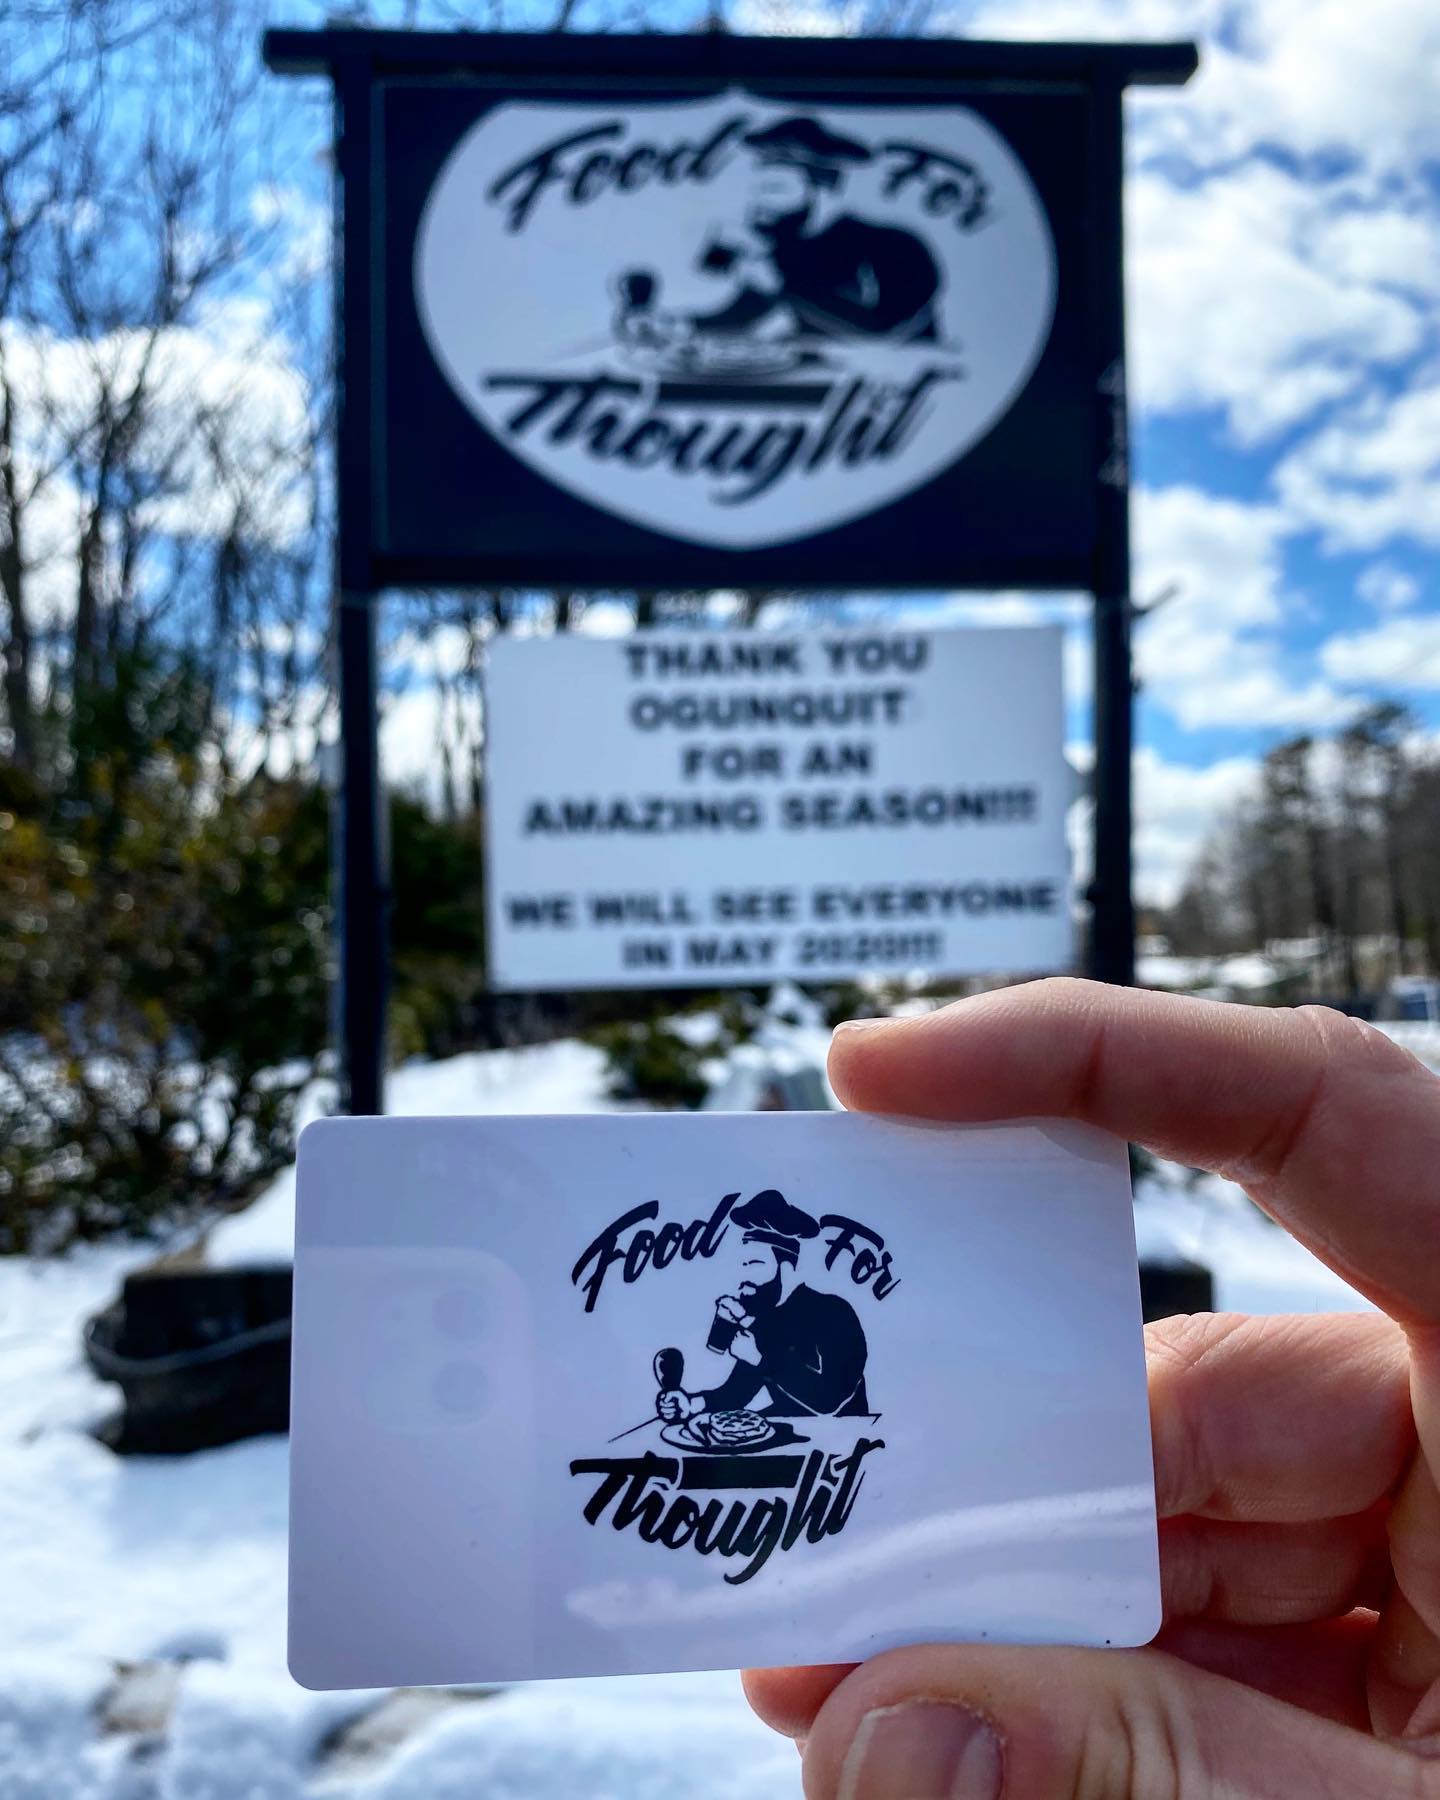 Food For
Thought
THANK YOU
OGUNQUIT
FOR AN
AMAZING SEASON!!!
WE WILL SEE EVERYONE
IN MAY 2020!!!
Food For
Thought